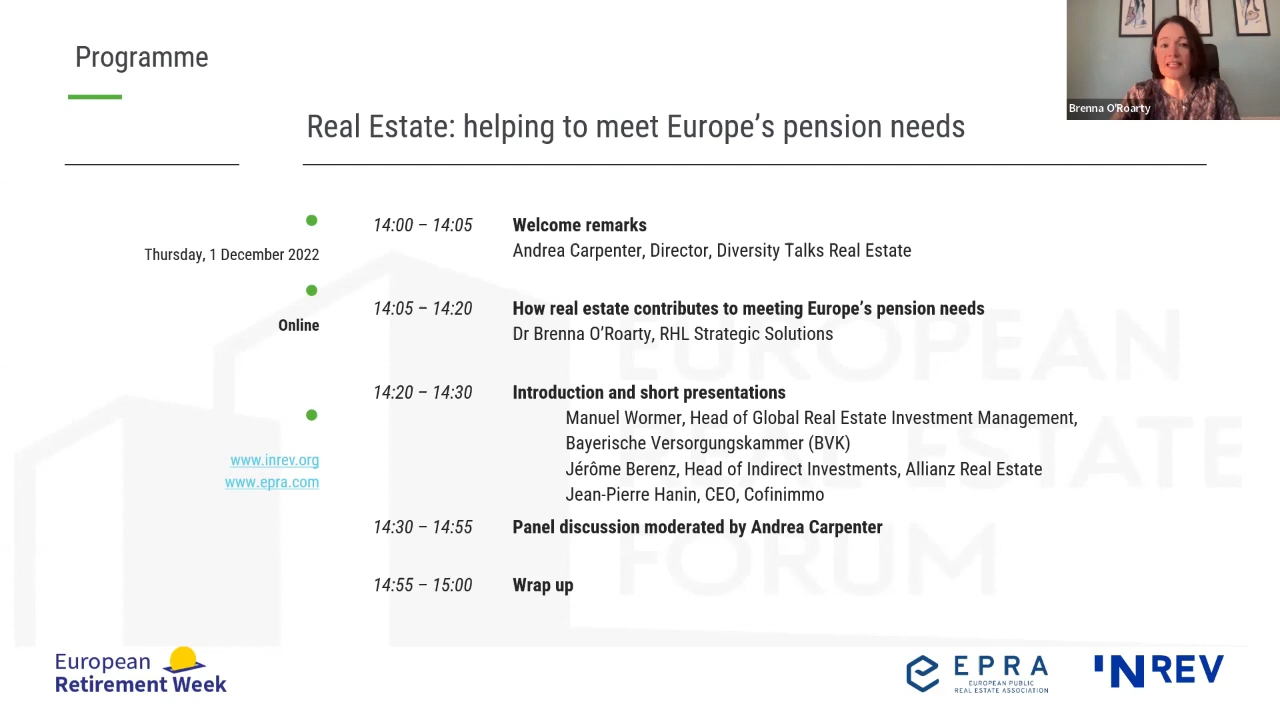 Programme
Brenna O'Roarty
Real Estate: helping to meet Europe’s pension needs
Thursday, 1 December 2022
Online
www.inrev.org
www.epra.com
14:00 – 14:05 Welcome remarks
Andrea Carpenter, Director, Diversity Talks Real Estate
14:05 – 14:20 How real estate contributes to meeting Europe’s pension needs
Dr Brenna O’Roarty, RHL Strategic Solutions
14:20 – 14:30 Introduction and short presentations
Manuel Wormer, Head of Global Real Estate Investment Management,
Bayerische Versorgungskammer (BVK)
Jérôme Berenz, Head of Indirect Investments, Allianz Real Estate
Jean-Pierre Hanin, CEO, Cofinimmo
14:30 – 14:55 Panel discussion moderated by Andrea Carpenter
14:55 – 15:00 Wrap up
EUROPEAN
REAL ESTATE
FORUM
European
Retirement Week
EPRA
EUROPEAN PUBLIC
REAL ESTATE ASSOCIATION
INREV